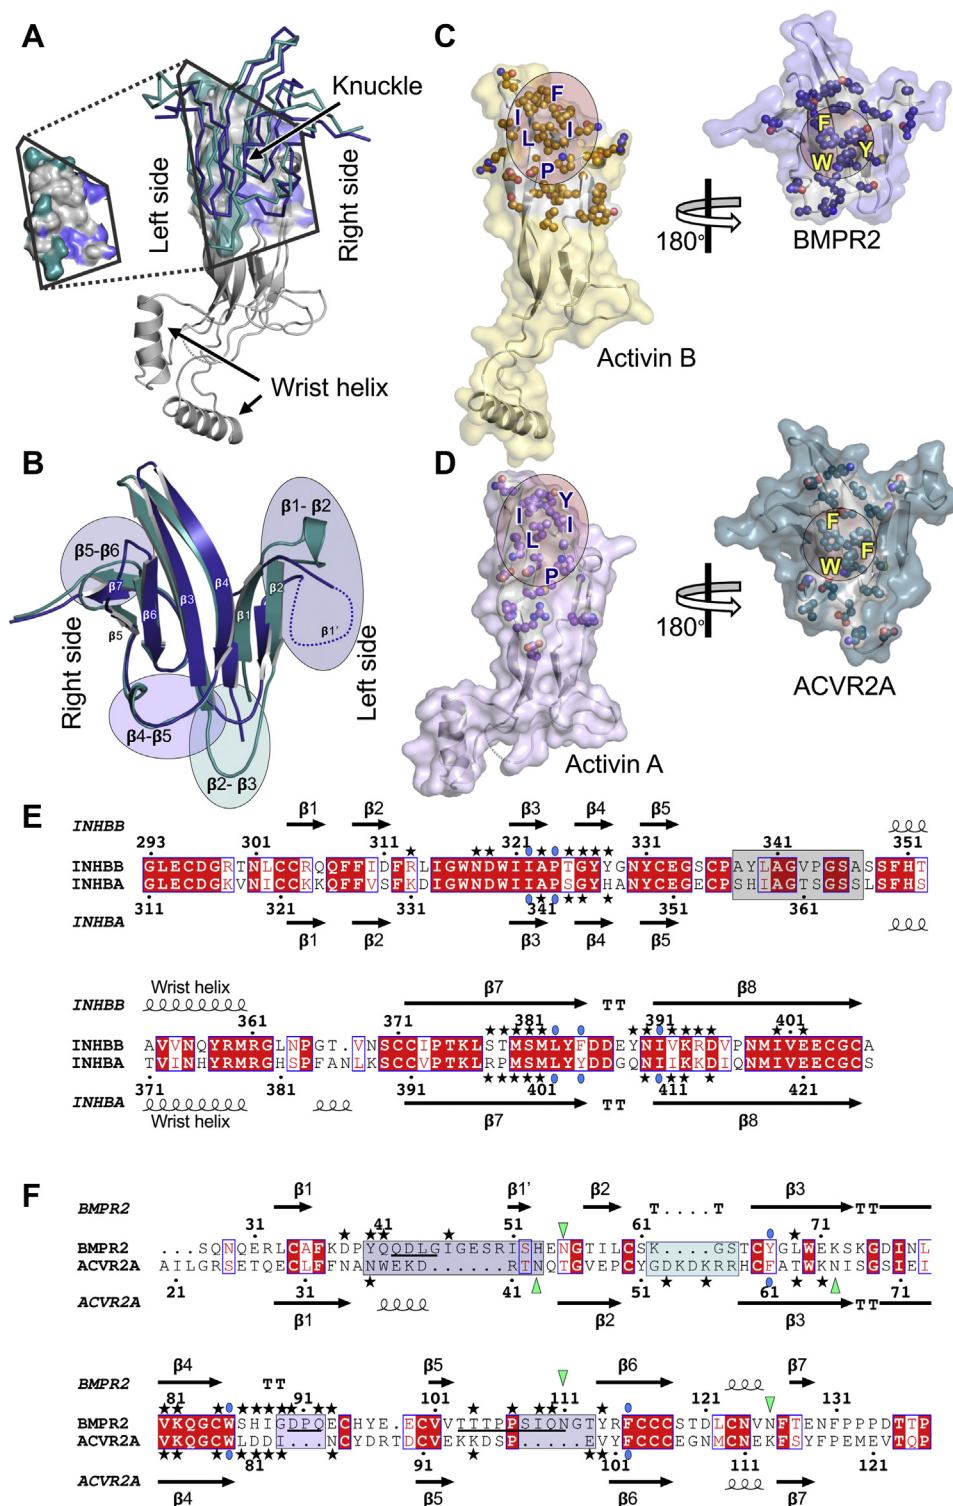 A
Knuckle
Left side
Right side
Wrist helix
B
β5-β6
β1- β2
β7
β6
β3
β4
β1
β2
β5
β1'
Right side
Left side
β4-β5
β2- β3
C
F
I
I
L
P
Activin B
180°
F
W
Y
BMPR2
D
Y
I
I
L
P
Activin A
180°
F
F
W
ACVR2A
E
INHBB β1 β2 β3 β4 β5
293 301 311 321 331 341 351
INHBB GLECDGRTNLCCRQQFFIDFRLIGWNDWIIAPTGYYGNYCEGSCPAYLAGVPGSASSFHT
INHBA GLECDGKVNICCKKQFFVSFKDIGWNDWIIAPSGYHANYCEGECPSHIAGTSGSSLSFHS
311 321 331 341 351 361
INHBA β1 β2 β3 β4 β5
INHBB Wrist helix β7 TT β8
361 371 381 391 401
INHBB AVVNQYRMRGLNPGT.VNSCCIPTKLSTMSMLYFDDEYNIVKRDVPNMIVEECGCA
INHBA TVINHYRMRGHSPFANLKSCCVPTKLRPMSMLYYDDGQNIIKKDIQNMIVEECGCS
371 381 391 401 411 421
INHBA Wrist helix β7 TT β8
F
BMPR2 β1 β1' β2 T....T β3 TT
31 41 51 61 71
BMPR2 ...SQNQERLCAFKDPYQQDLGIGESRISHENGTILCSK....GSTCYGLWEKSKGDINL
ACVR2A AILGRSETQECLFFNANWEKD.....RTNQTGVEPCYGDKDKRRHCFATWKNISGSIEI
21 31 41 51 61 71
ACVR2A β1 β2 β3 TT
BMPR2 β4 TT β5 β6 β7
81 91 101 111 121 131
BMPR2 VKQGCWSHIGDPQECHYE.ECVVTTTPPSIQNGTYRFCCCSTDLCNVNFTENFPPPDTTP
ACVR2A VKQGCWLDDI...NCYDRTDCVEKKDSP.....EVYFCCCEGNMCNEKFSYFPEMEVTQP
81 91 101 111 121
ACVR2A β4 β5 β6 β7